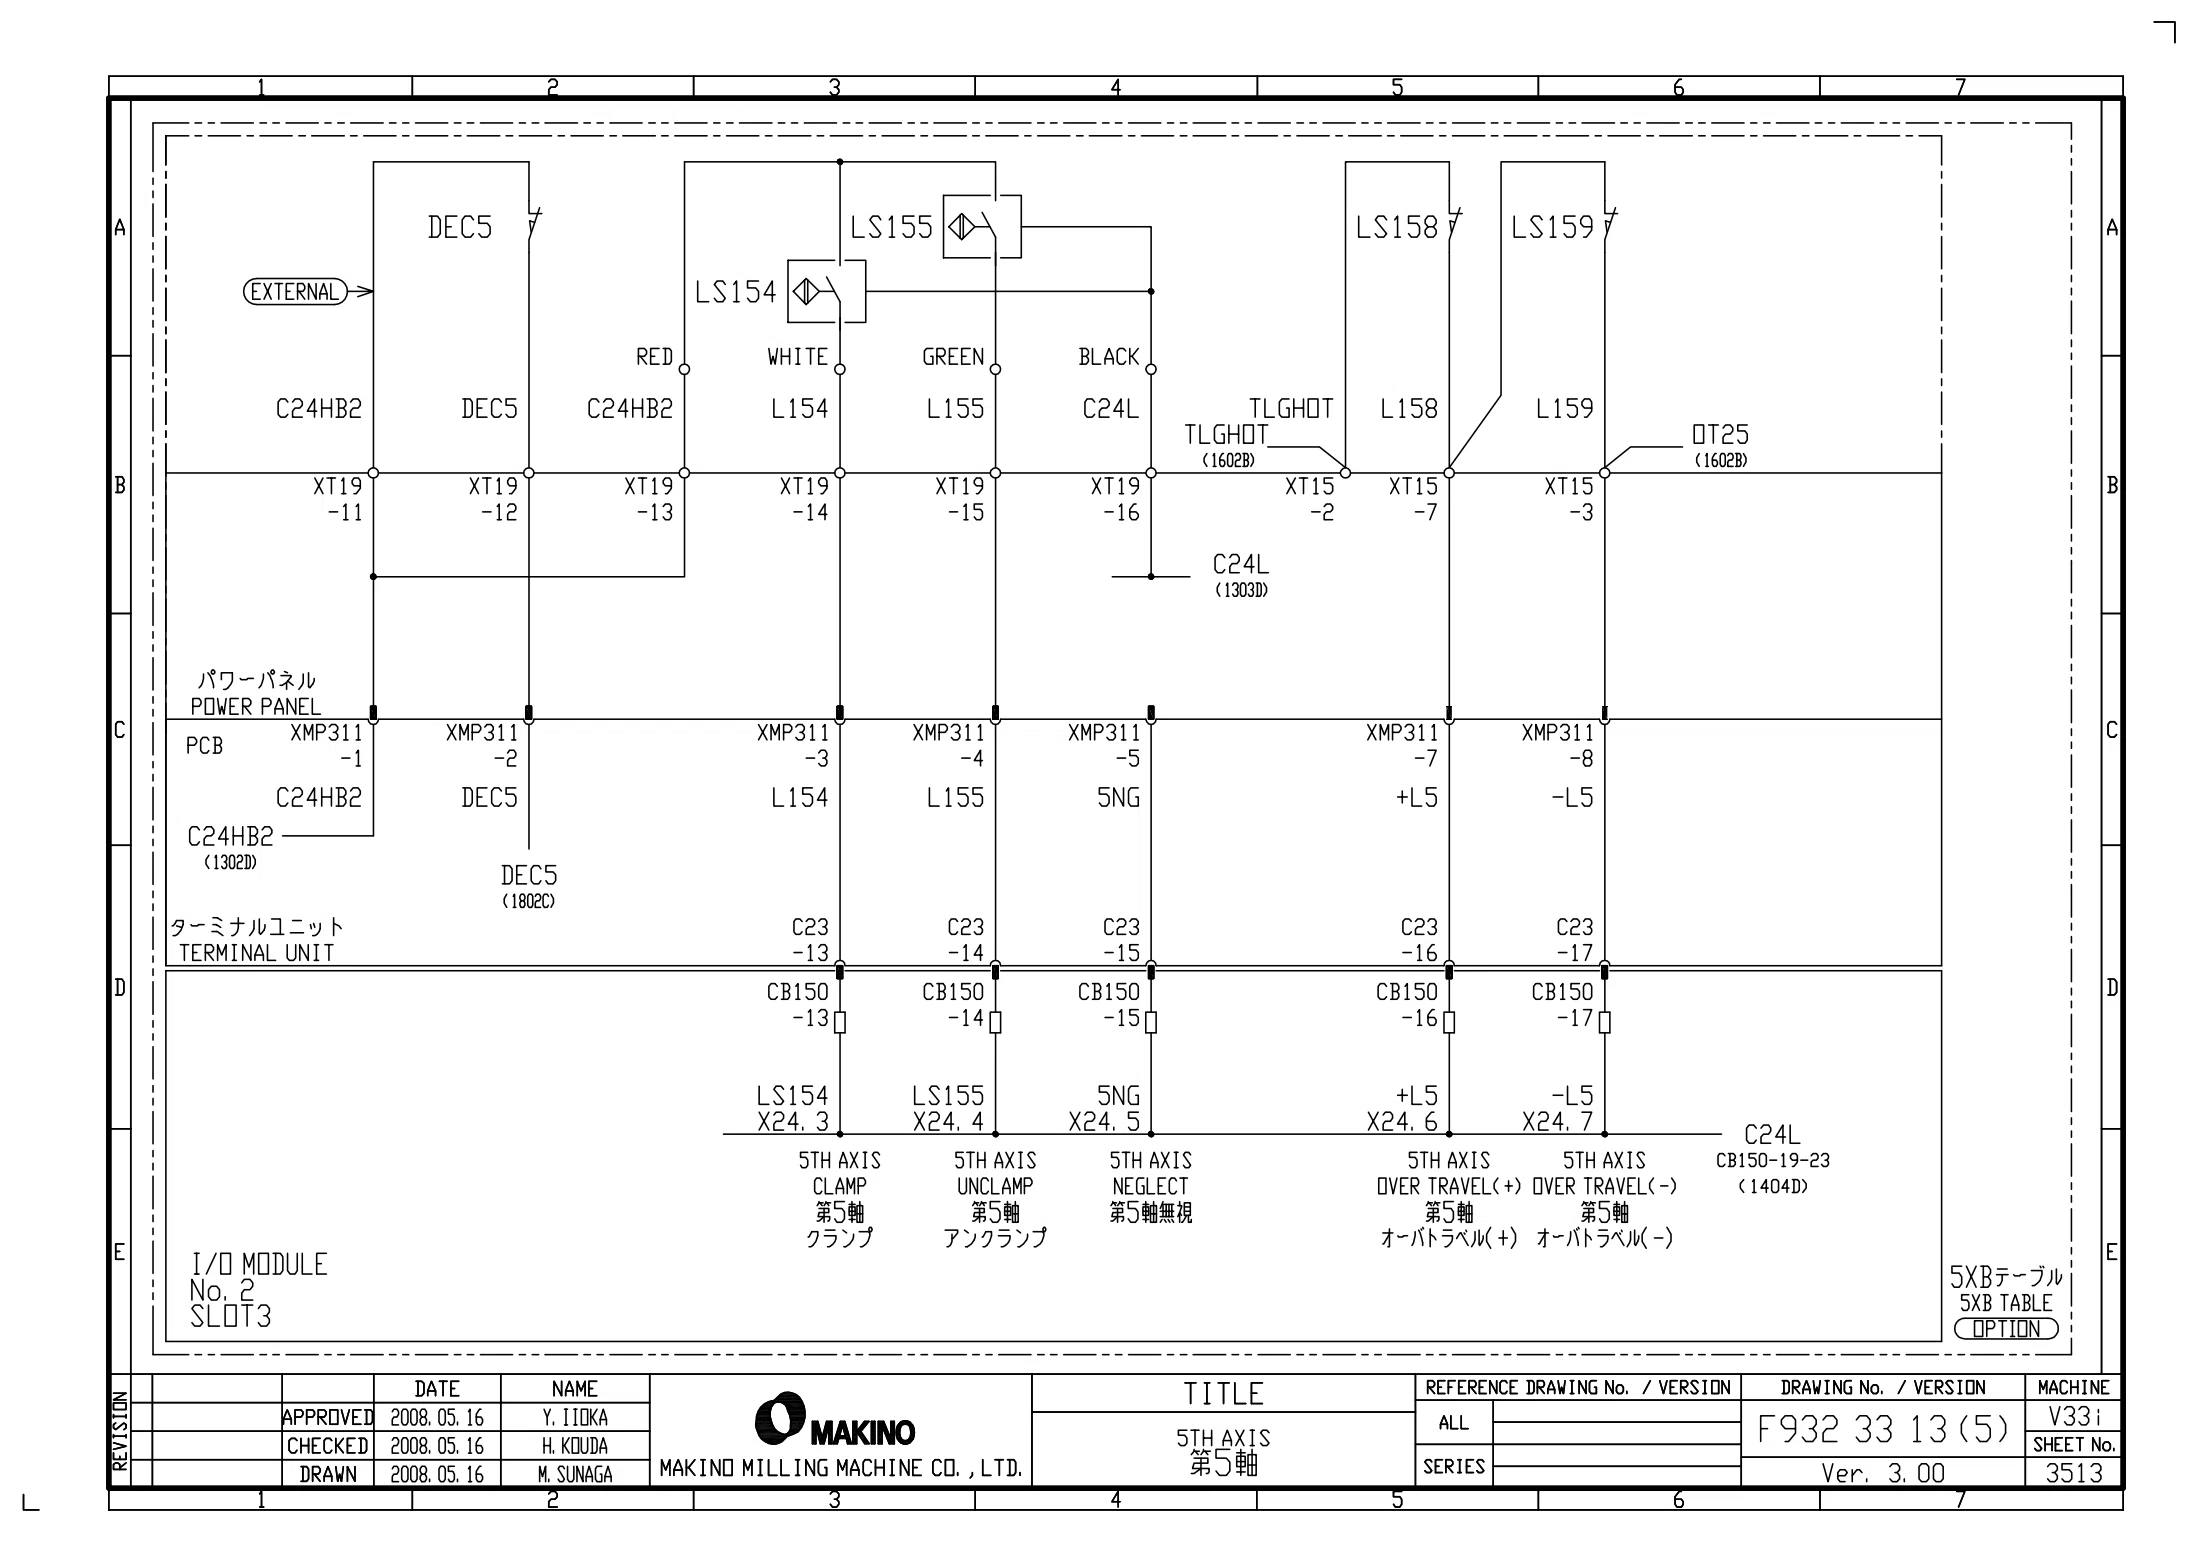 1 2 3 4 5 6 7
A A
DEC5 LS155 LS158 LS159
EXTERNAL LS154
RED WHITE GREEN BLACK
C24HB2 DEC5 C24HB2 L154 L155 C24L TLGHOT L158 L159
TLGHOT OT25
(1602B) (1602B)
B B
XT19 XT19 XT19 XT19 XT19 XT19 XT15 XT15 XT15
-11 -12 -13 -14 -15 -16 -2 -7 -3
C24L
(1303D)
パワーパネル
POWER PANEL
C C
PCB
XMP311 XMP311 XMP311 XMP311 XMP311 XMP311 XMP311
-1 -2 -3 -4 -5 -7 -8
C24HB2 DEC5 L154 L155 5NG +L5 -L5
C24HB2
(1302D)
DEC5
(1802C)
ターミナルユニット
TERMINAL UNIT
C23 C23 C23 C23 C23
-13 -14 -15 -16 -17
D D
CB150 CB150 CB150 CB150 CB150
-13 -14 -15 -16 -17
LS154 LS155 5NG +L5 -L5
X24.3 X24.4 X24.5 X24.6 X24.7
C24L
CB150-19-23
(1404D)
5TH AXIS 5TH AXIS 5TH AXIS 5TH AXIS 5TH AXIS
CLAMP UNCLAMP NEGLECT OVER TRAVEL(+) OVER TRAVEL(-)
第5軸 第5軸 第5軸無視 第5軸 第5軸
クランプ アンクランプ オーバトラベル(+) オーバトラベル(-)
E E
I/O MODULE
No. 2
SLOT3
5XBテーブル
5XB TABLE
OPTION
REVISION
DATE NAME
APPROVED 2008.05.16 Y. IIOKA
CHECKED 2008.05.16 H. KOUDA
DRAWN 2008.05.16 M. SUNAGA
MAKINO
MAKINO MILLING MACHINE CO.,LTD.
TITLE
5TH AXIS
第5軸
REFERENCE DRAWING No. / VERSION
ALL
SERIES
DRAWING No. / VERSION
F932 33 13(5)
Ver. 3.00
MACHINE
V33i
SHEET No.
3513
1 2 3 4 5 6 7